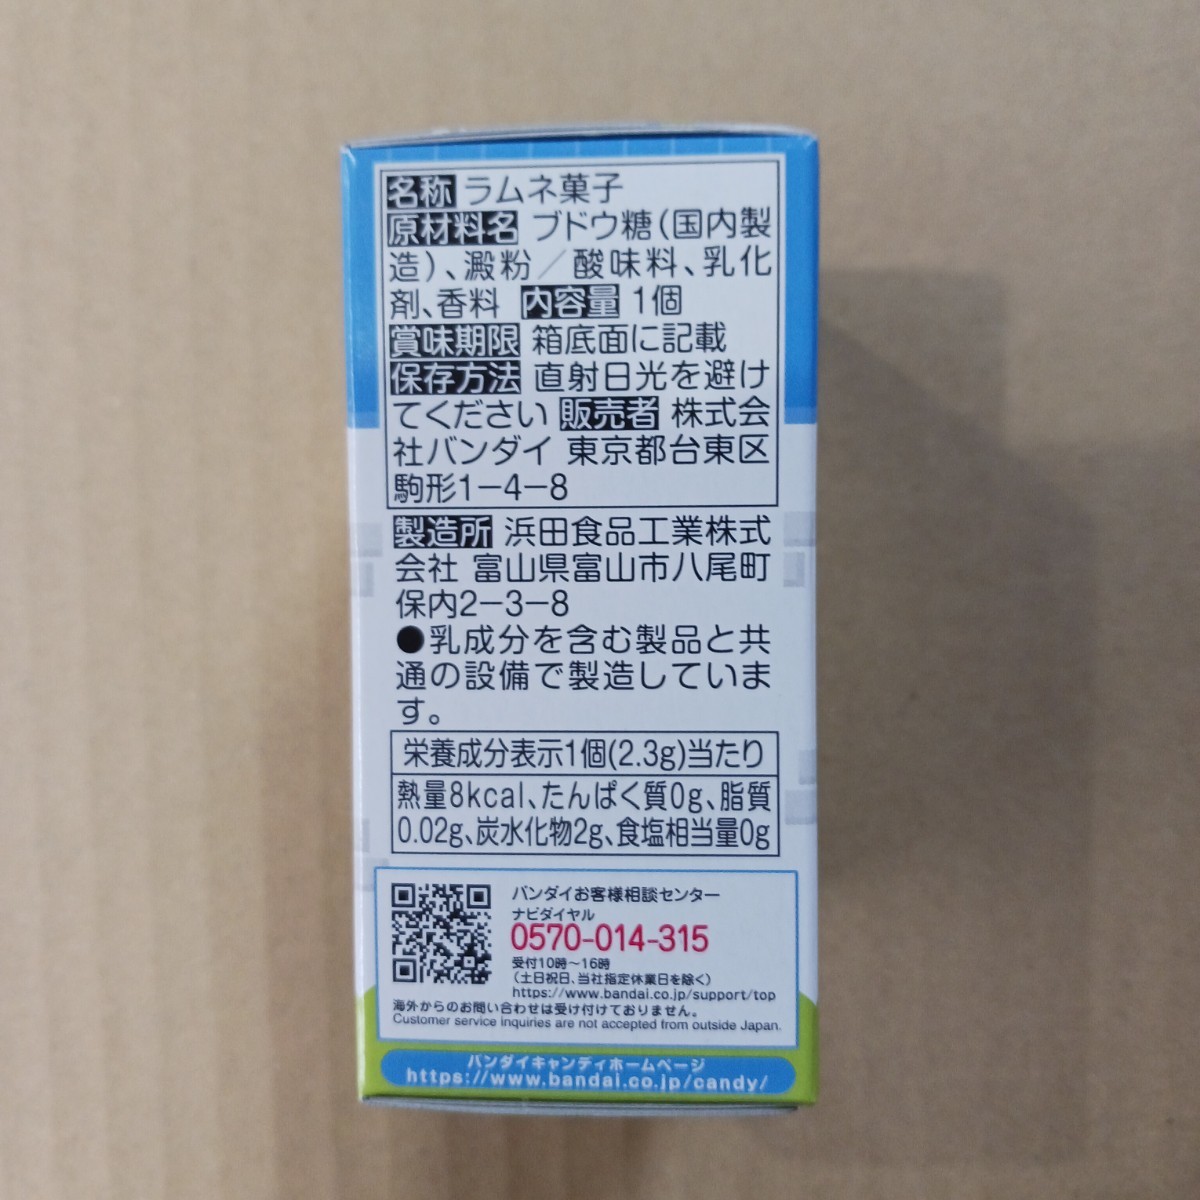 名称 ラムネ菓子
原材料名 ブドウ糖(国内製
造)、澱粉／酸味料、乳化
剤、香料 内容量 1個
賞味期限 箱底面に記載
保存方法 直射日光を避け
てください 販売者 株式会
社バンダイ 東京都台東区
駒形1−4−8
製造所 浜田食品工業株式
会社 富山県富山市八尾町
保内2−3−8
●乳成分を含む製品と共
通の設備で製造していま
す。
栄養成分表示1個(2.3g)当たり
熱量8kcal、たんぱく質0g、脂質
0.02g、炭水化物2g、食塩相当量0g
バンダイお客様相談センター
ナビダイヤル
0570-014-315
受付10時〜16時
(土日祝日、当社指定休業日を除く)
https://www.bandai.co.jp/support/top
海外からのお問い合わせは受け付けておりません。
Customer service inquiries are not accepted from outside Japan.
バンダイキャンディホームページ
https://www.bandai.co.jp/candy/